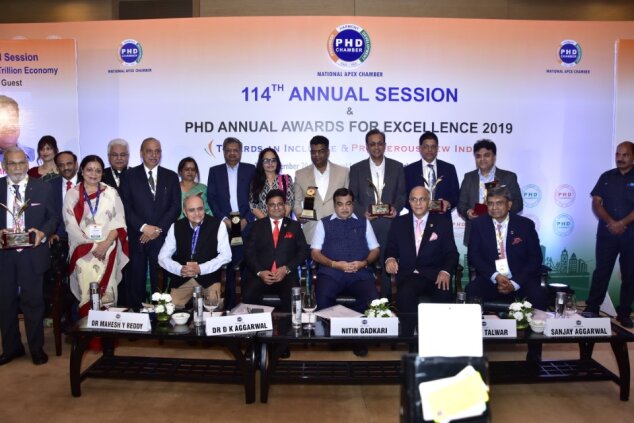 l Session
Trillion Economy
Guest
PHD
CHAMBER
NATIONAL APEX CHAMBER
PHD
CHAMBER
NATIONAL APEX CHAMBER
PHD
CHAMBER
NATIONAL APEX CHAMBER
114TH ANNUAL SESSION
&
PHD ANNUAL AWARDS FOR EXCELLENCE 2019
PHD
PHD
DR MAHESH Y REDDY
DR D K AGGARWAL
NITIN GADKARI
TALWAR
SANJAY AGGARWAL